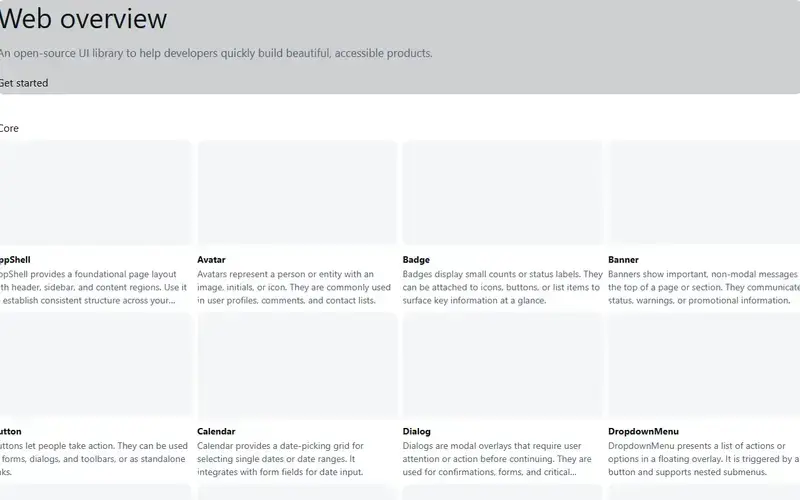 Web overview
An open-source UI library to help developers quickly build beautiful, accessible products.
Get started
Core
ppShell
ppShell provides a foundational page layout
th header, sidebar, and content regions. Use it
establish consistent structure across your...
Avatar
Avatars represent a person or entity with an
image, initials, or icon. They are commonly used
in user profiles, comments, and contact lists.
Badge
Badges display small counts or status labels. They
can be attached to icons, buttons, or list items to
surface key information at a glance.
Banner
Banners show important, non-modal messages
the top of a page or section. They communicate
status, warnings, or promotional information.
utton
uttons let people take action. They can be used
forms, dialogs, and toolbars, or as standalone
ks.
Calendar
Calendar provides a date-picking grid for
selecting single dates or date ranges. It
integrates with form fields for date input.
Dialog
Dialogs are modal overlays that require user
attention or action before continuing. They are
used for confirmations, forms, and critical...
DropdownMenu
DropdownMenu presents a list of actions or
options in a floating overlay. It is triggered by a
button and supports nested submenus.